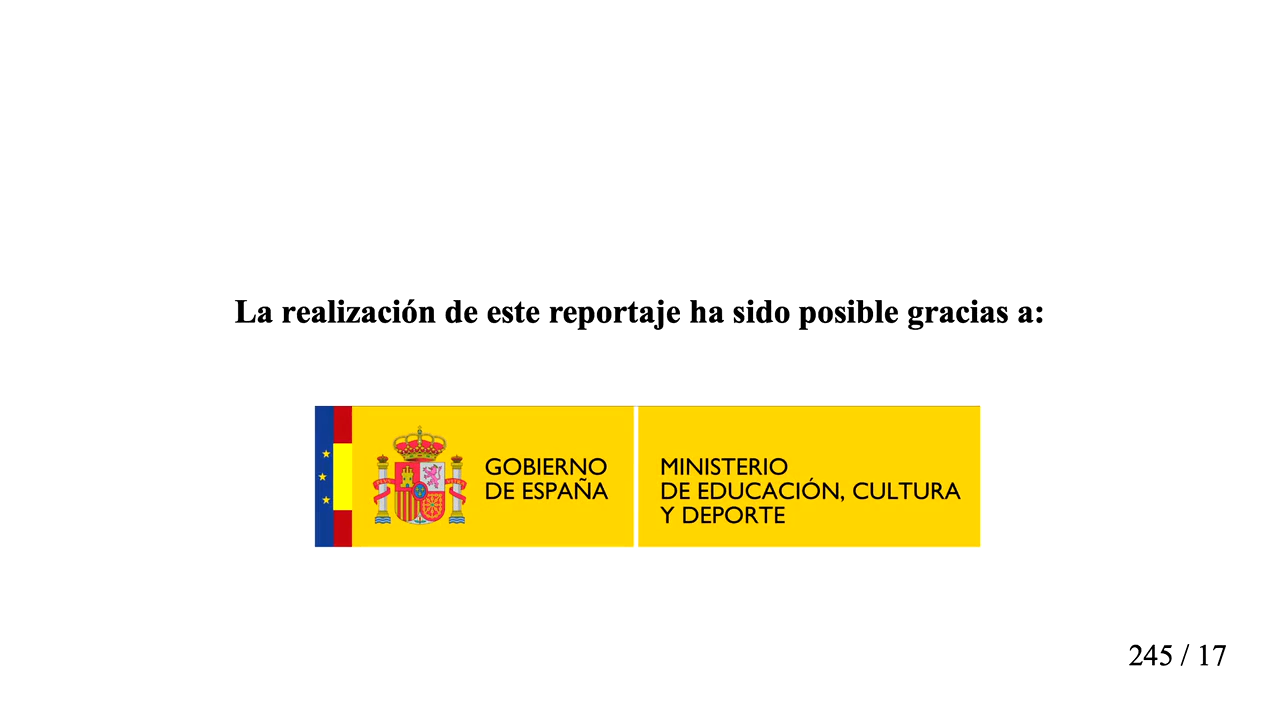 La realización de este reportaje ha sido posible gracias a:
GOBIERNO
DE ESPAÑA
MINISTERIO
DE EDUCACIÓN, CULTURA
Y DEPORTE
245 / 17